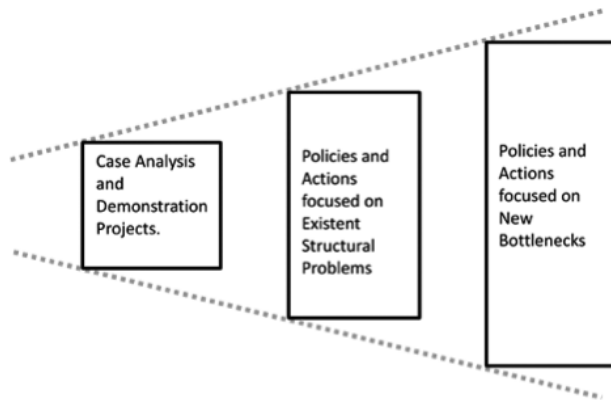 Case Analysis
and
Demonstration
Projects.
Policies and
Actions
focused on
Existent
Structural
Problems
Policies and
Actions
focused on
New
Bottlenecks